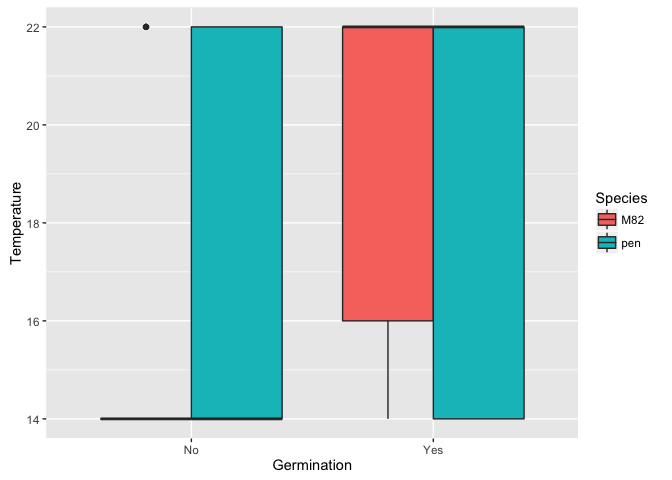 22
20
18
16
14
Temperature
No
Yes
Germination
Species
M82
pen